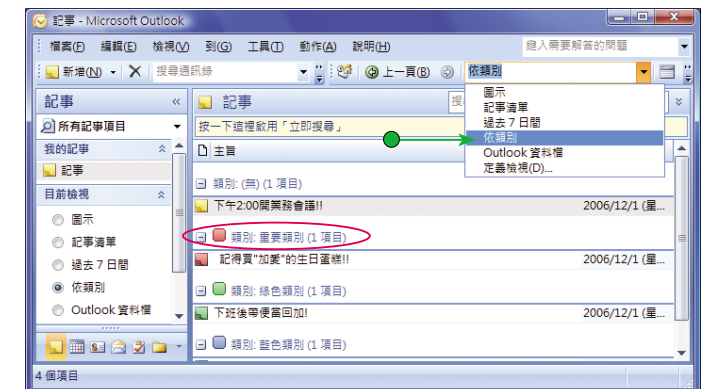 記事 - Microsoft Outlook
檔案(F) 編輯(E) 檢視(V) 到(G) 工具(T) 動作(A) 說明(H) 鍵入需要解答的問題
新增(N) 搜尋通訊錄 上一頁(B) 依類別
圖示
記事清單
過去 7 日間
依類別
Outlook 資料檔
定義檢視(D)...
記事 «
所有記事項目
我的記事
記事
目前檢視
圖示
記事清單
過去 7 日間
依類別
Outlook 資料檔
記事
按一下這裡啟用「立即搜尋」
主旨
類別: (無) (1 項目)
下午2:00開業務會議!! 2006/12/1 (星...
類別: 重要類別 (1 項目)
記得買"加愛"的生日蛋糕!! 2006/12/1 (星...
類別: 綠色類別 (1 項目)
下班後帶便當回加! 2006/12/1 (星...
類別: 藍色類別 (1 項目)
4 個項目